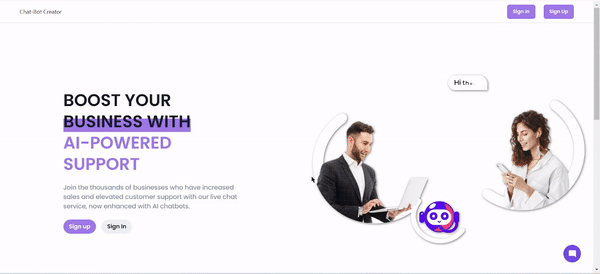 Chat-Bot Creator
Sign In
Sign Up
Hi the
BOOST YOUR
BUSINESS WITH
AI-POWERED
SUPPORT
Join the thousands of businesses who have increased
sales and elevated customer support with our live chat
service, now enhanced with AI chatbots.
Sign up
Sign In